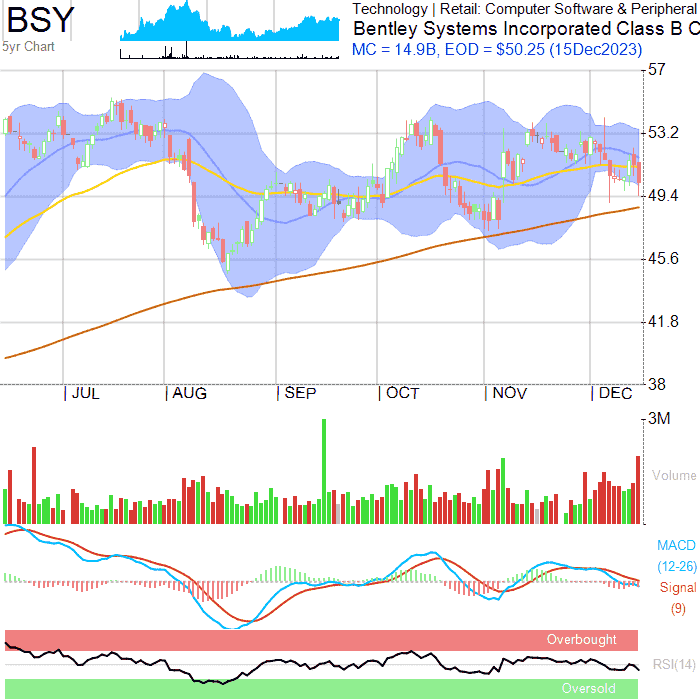 BSY
5yr Chart
Technology | Retail: Computer Software & Peripheral
Bentley Systems Incorporated Class B C
MC = 14.9B, EOD = $50.25 (15Dec2023)
57
53.2
49.4
45.6
41.8
38
| JUL | AUG | SEP | OCT | NOV | DEC
3M
Volume
MACD
(12-26)
Signal
(9)
Overbought
RSI(14)
Oversold